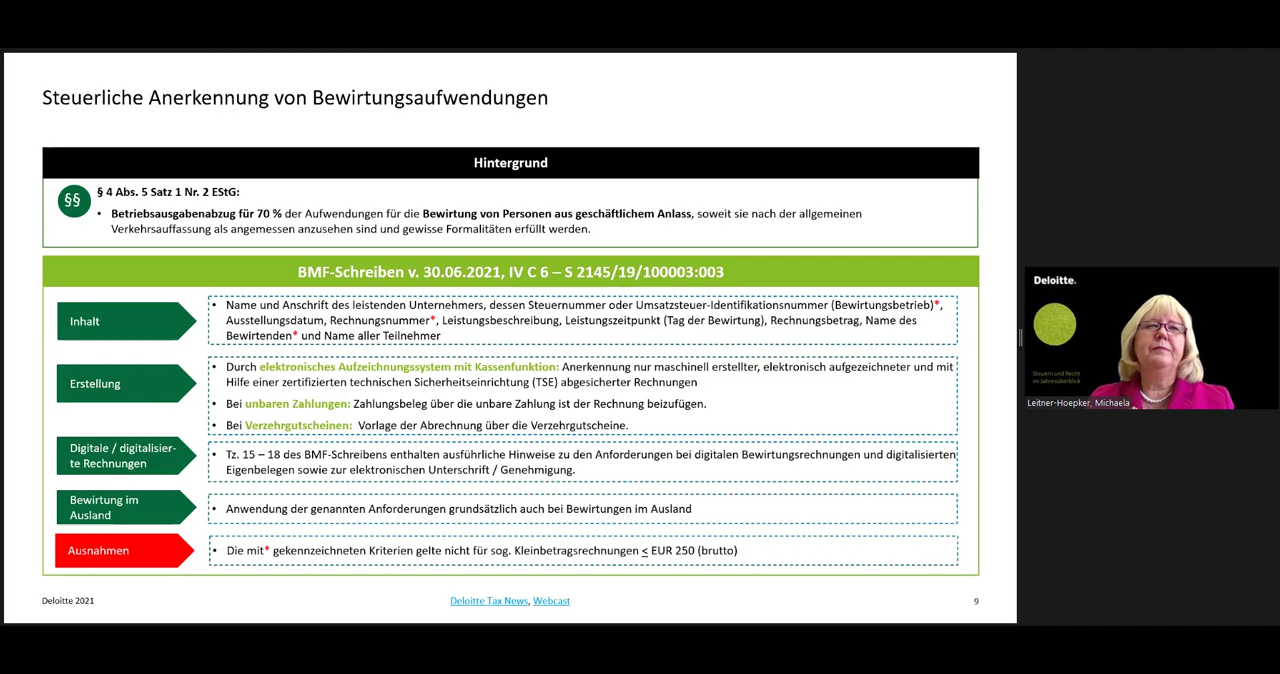 Steuerliche Anerkennung von Bewirtungsaufwendungen
Hintergrund
§§
§ 4 Abs. 5 Satz 1 Nr. 2 EStG:
• Betriebsausgabenabzug für 70 % der Aufwendungen für die Bewirtung von Personen aus geschäftlichem Anlass, soweit sie nach der allgemeinen
Verkehrsauffassung als angemessen anzusehen sind und gewisse Formalitäten erfüllt werden.
BMF-Schreiben v. 30.06.2021, IV C 6 – S 2145/19/100003:003
Inhalt
• Name und Anschrift des leistenden Unternehmers, dessen Steuernummer oder Umsatzsteuer-Identifikationsnummer (Bewirtungsbetrieb)*,
Ausstellungsdatum, Rechnungsnummer*, Leistungsbeschreibung, Leistungszeitpunkt (Tag der Bewirtung), Rechnungsbetrag, Name des
Bewirtenden* und Name aller Teilnehmer
Erstellung
• Durch elektronisches Aufzeichnungssystem mit Kassenfunktion: Anerkennung nur maschinell erstellter, elektronisch aufgezeichneter und mit
Hilfe einer zertifizierten technischen Sicherheitseinrichtung (TSE) abgesicherter Rechnungen
• Bei unbaren Zahlungen: Zahlungsbeleg über die unbare Zahlung ist der Rechnung beizufügen.
• Bei Verzehrgutscheinen: Vorlage der Abrechnung über die Verzehrgutscheine.
Digitale / digitalisier-
te Rechnungen
• Tz. 15 – 18 des BMF-Schreibens enthalten ausführliche Hinweise zu den Anforderungen bei digitalen Bewirtungsrechnungen und digitalisierten
Eigenbelegen sowie zur elektronischen Unterschrift / Genehmigung.
Bewirtung im
Ausland
• Anwendung der genannten Anforderungen grundsätzlich auch bei Bewirtungen im Ausland
Ausnahmen
• Die mit* gekennzeichneten Kriterien gelte nicht für sog. Kleinbetragsrechnungen ≤ EUR 250 (brutto)
Deloitte 2021
Deloitte Tax News, Webcast
9
Deloitte.
Steuern und Recht
im Jahresüberblick
Leitner-Hoepker, Michaela